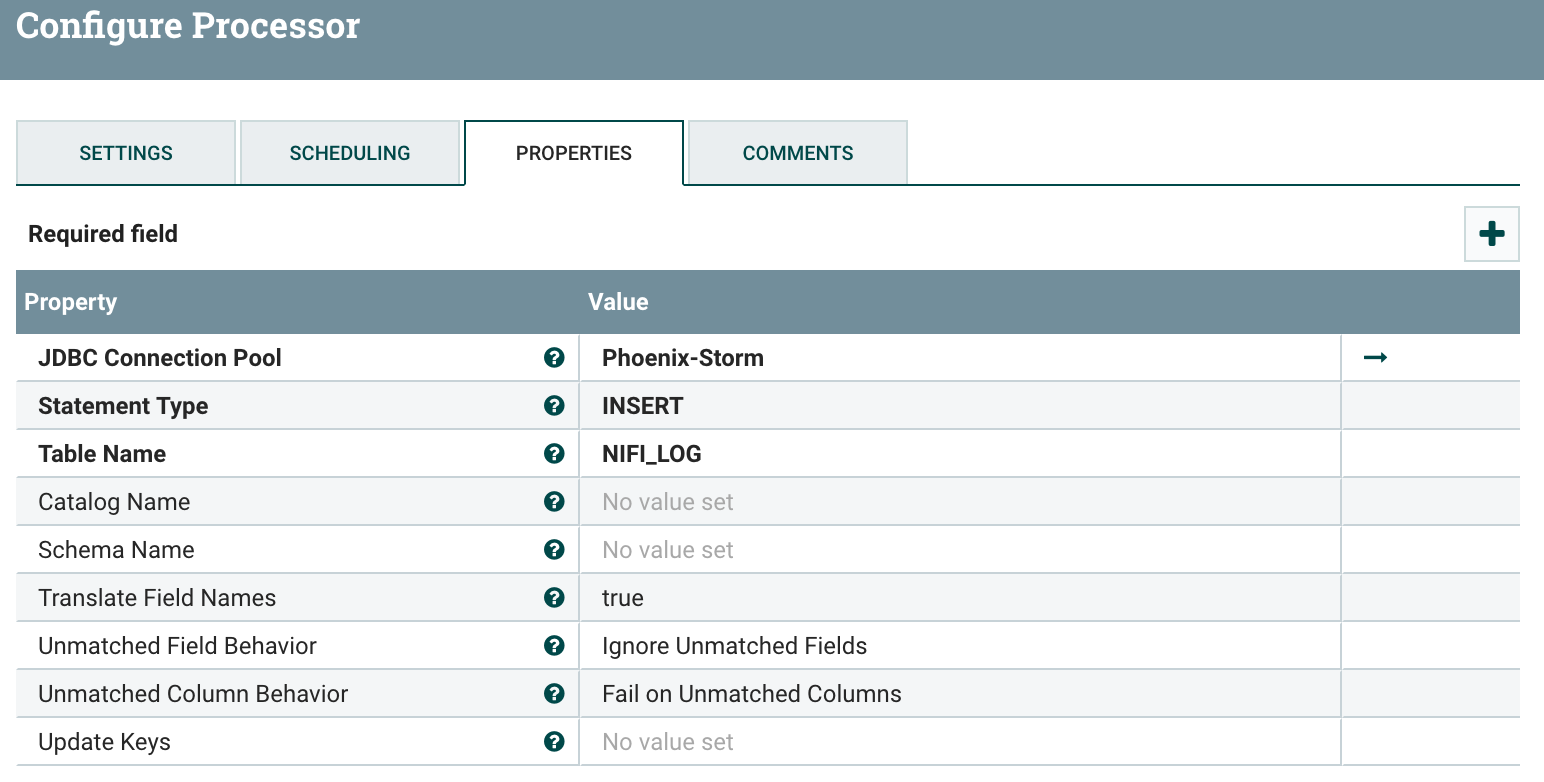 Configure Processor
SETTINGS SCHEDULING PROPERTIES COMMENTS
Required field
Property Value
JDBC Connection Pool Phoenix-Storm
Statement Type INSERT
Table Name NIFI_LOG
Catalog Name No value set
Schema Name No value set
Translate Field Names true
Unmatched Field Behavior Ignore Unmatched Fields
Unmatched Column Behavior Fail on Unmatched Columns
Update Keys No value set